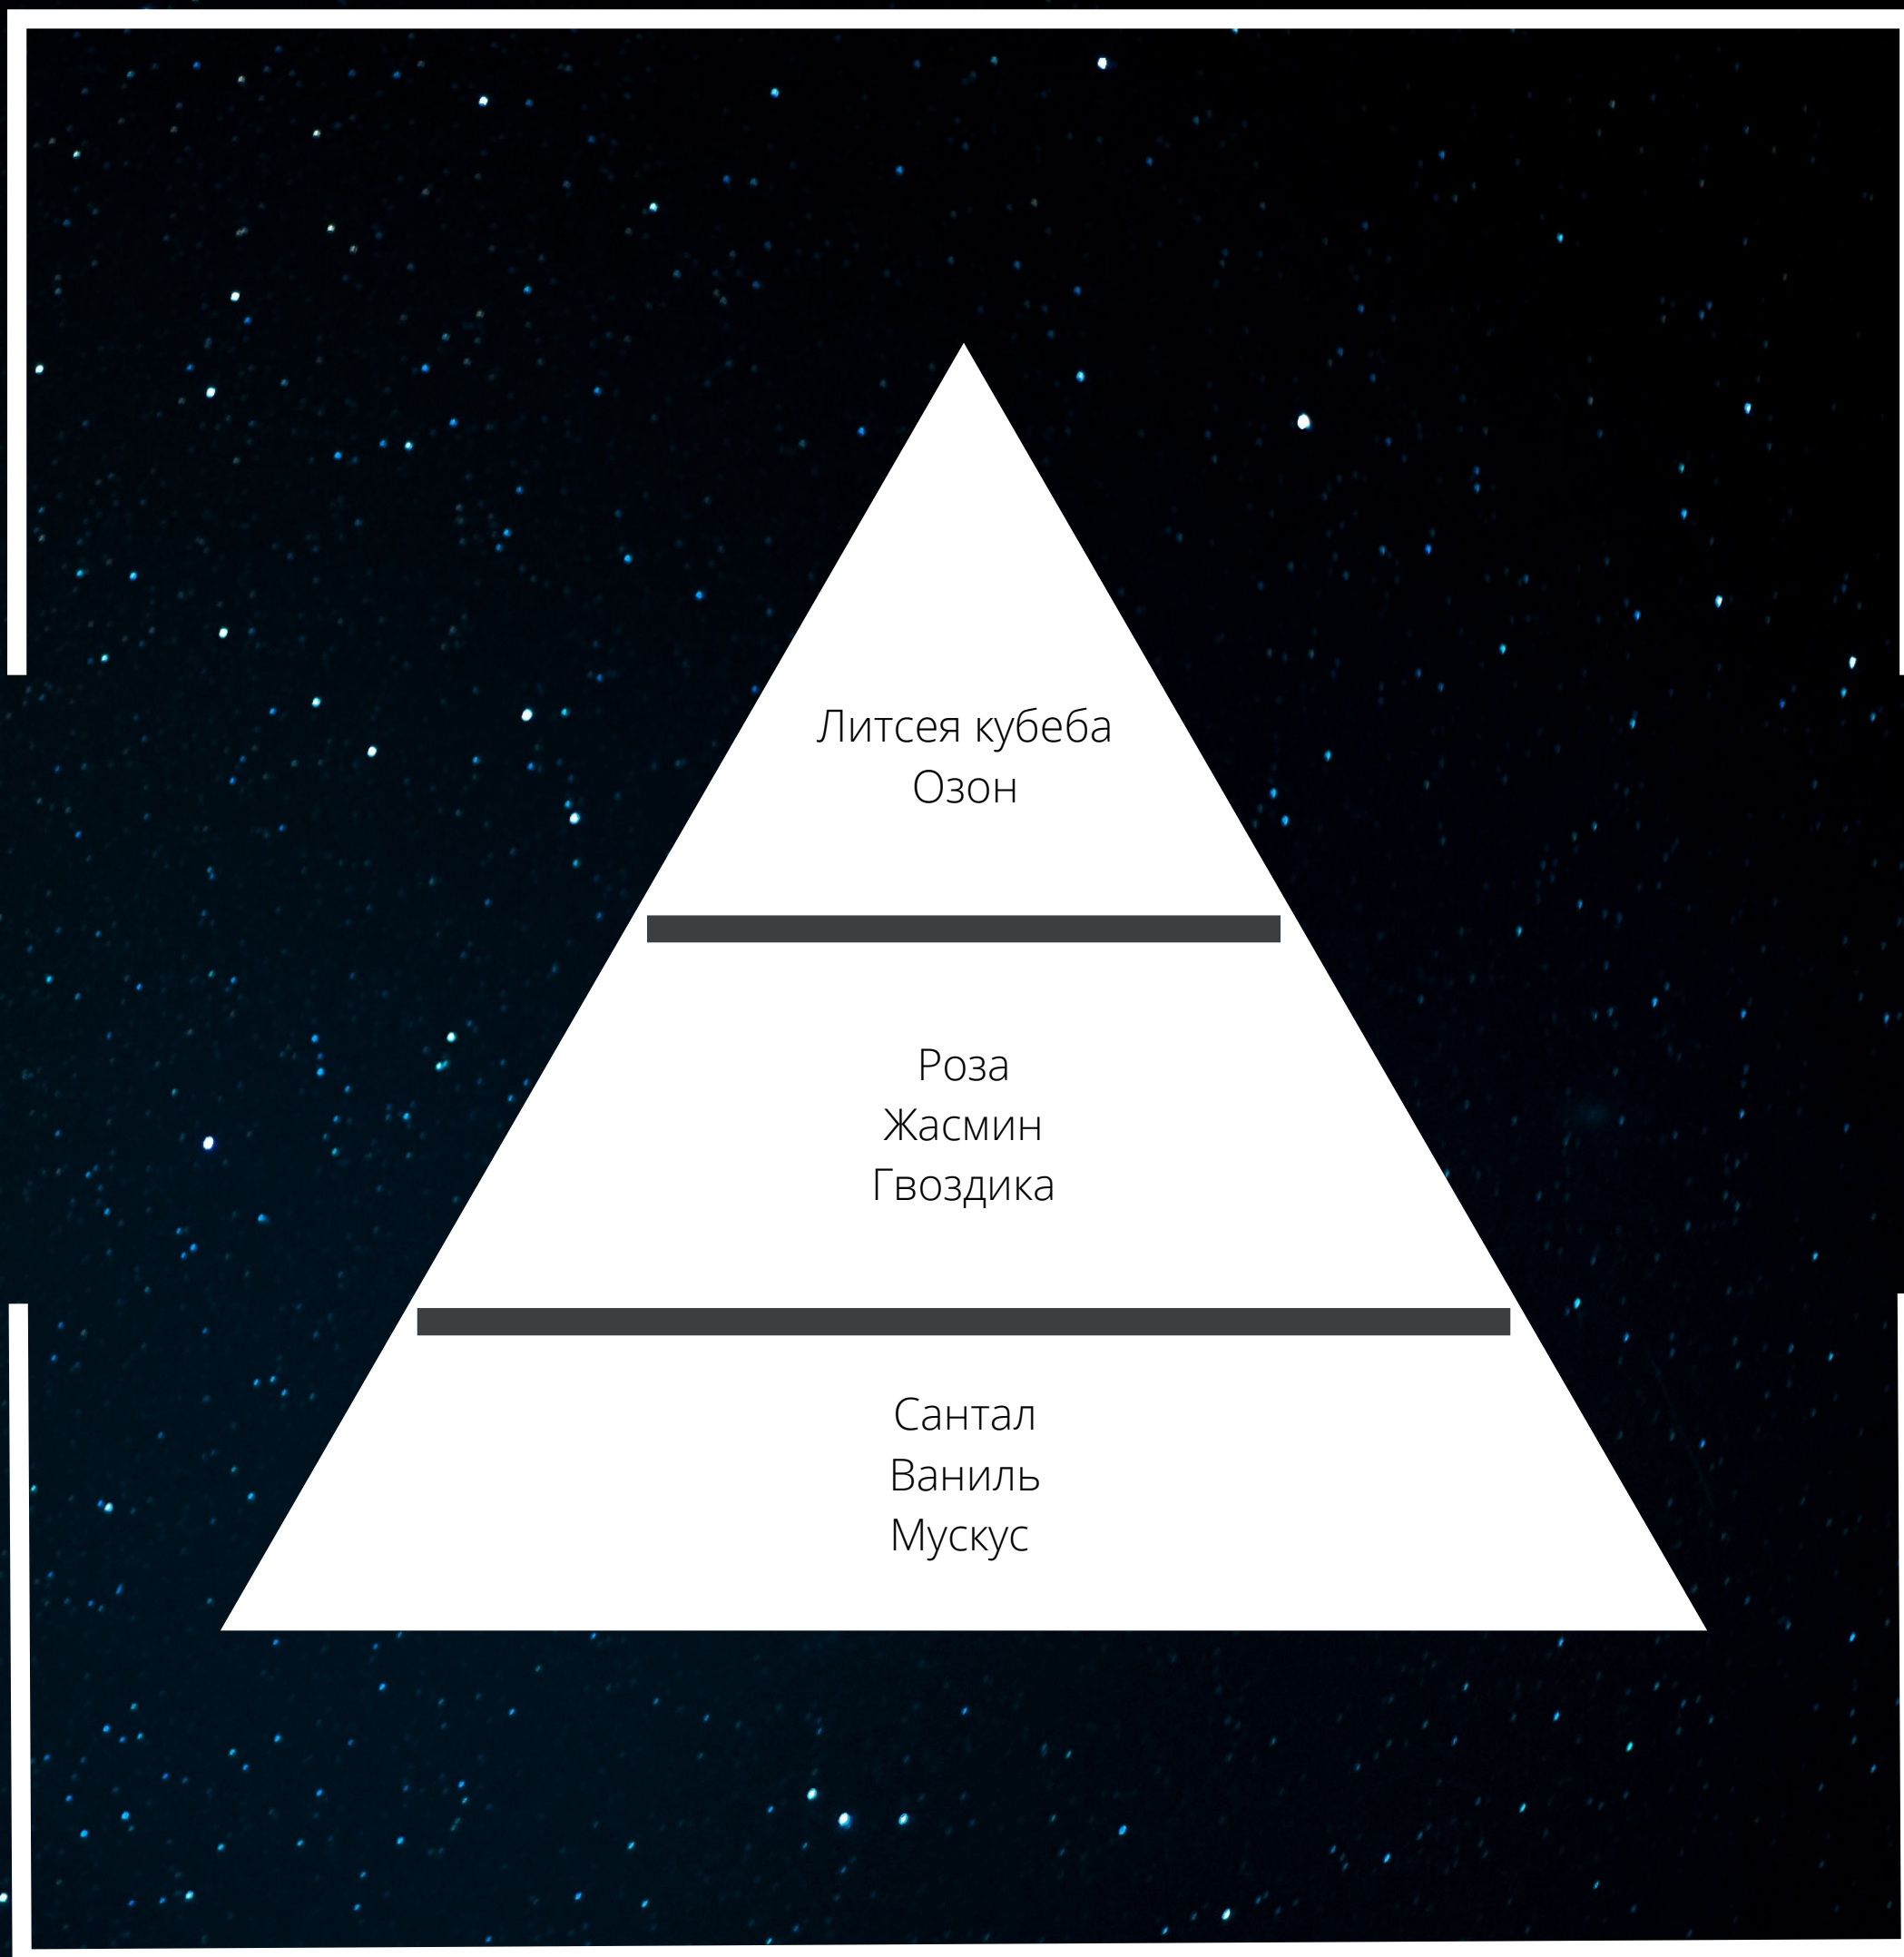 Литсея кубеба
Озон
Роза
Жасмин
Гвоздика
Сантал
Ваниль
Мускус